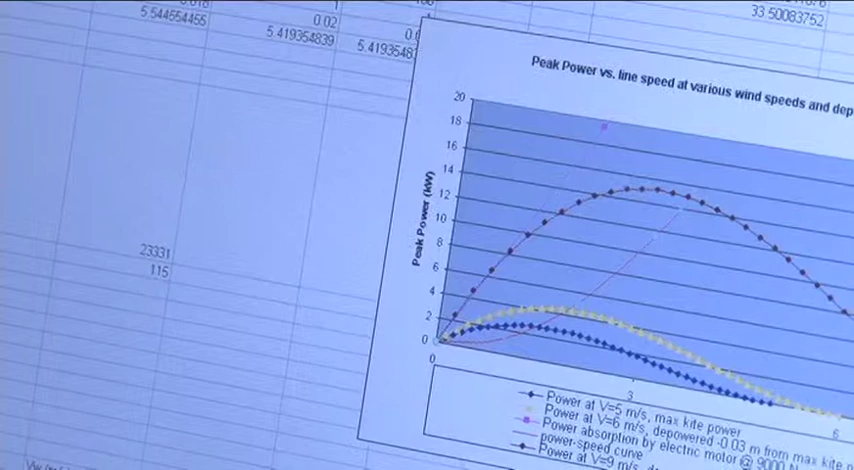 5.544554455
0.02
5.419354839
33.50083752
Peak Power vs. line speed at various wind speeds and
20
18
16
14
12
10
8
6
4
2
0
Peak Power (kW)
0
3
6
23331
115
Power at V=5 m/s, max kite power
Power at V=6 m/s, depowered -0.03 m from max kite
Power absorption by electric motor @ 9000
power-speed curve
Power at V=9 m/s,